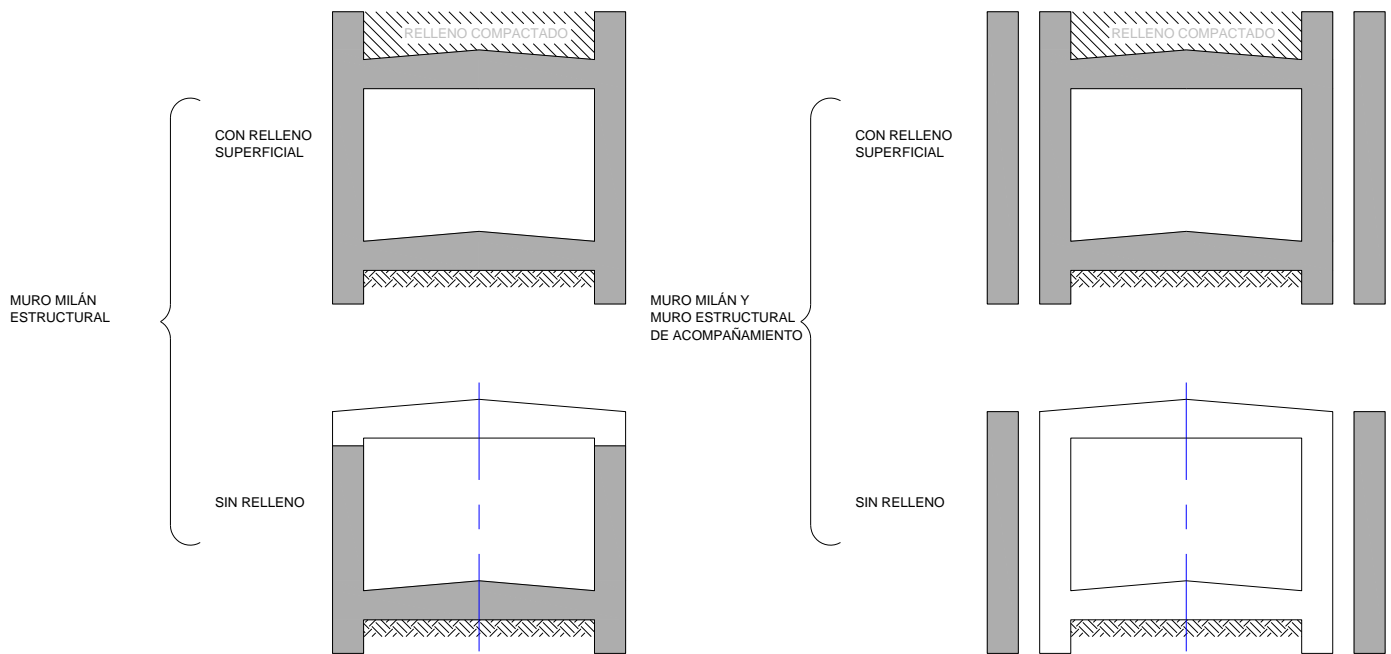 RELLENO COMPACTADO
CON RELLENO
SUPERFICIAL
MURO MILÁN
ESTRUCTURAL
SIN RELLENO
RELLENO COMPACTADO
CON RELLENO
SUPERFICIAL
MURO MILÁN Y
MURO ESTRUCTURAL
DE ACOMPAÑAMIENTO
SIN RELLENO